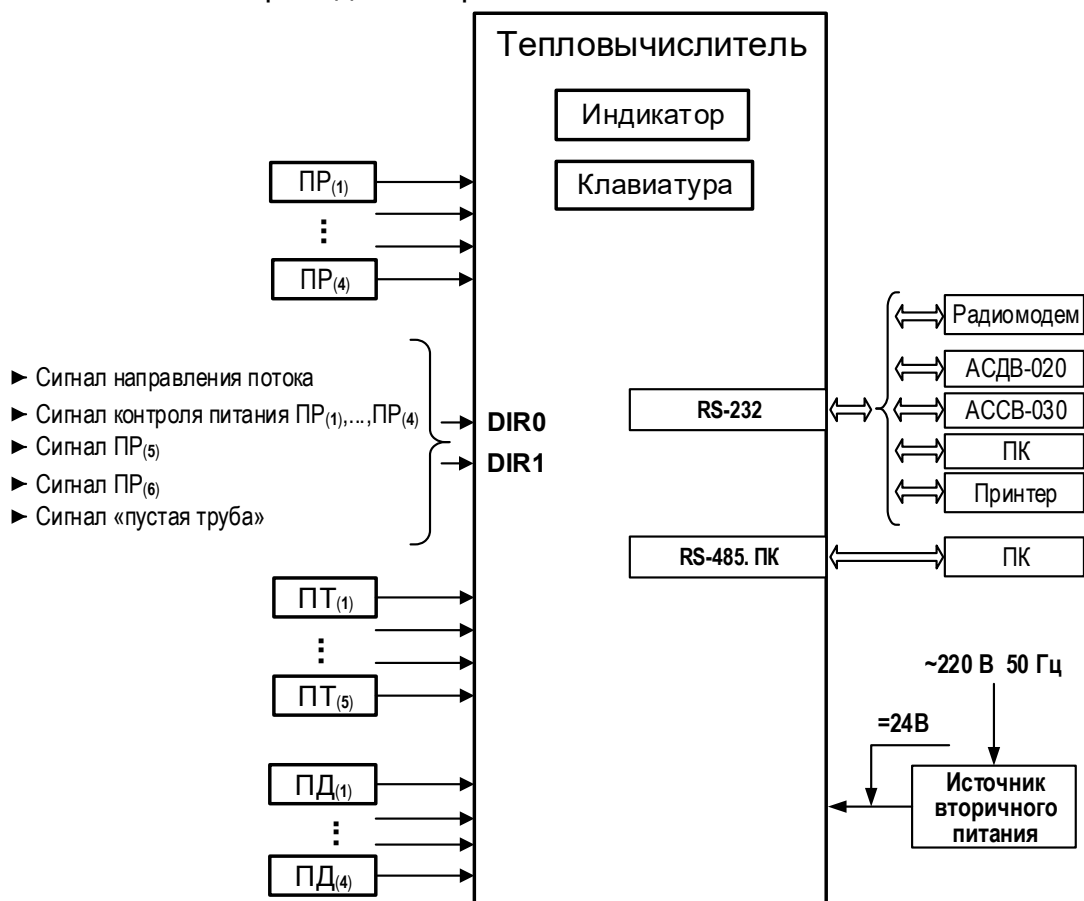 Тепловычислитель
Индикатор
Клавиатура
ПР(1)
ПР(4)
► Сигнал направления потока
► Сигнал контроля питания ПР(1),...,ПР(4)
► Сигнал ПР(5)
► Сигнал ПР(6)
► Сигнал «пустая труба»
DIR0
DIR1
ПТ(1)
ПТ(5)
ПД(1)
ПД(4)
RS-232
RS-485. ПК
Радиомодем
АСДВ-020
АССВ-030
ПК
Принтер
ПК
~220 В 50 Гц
=24В
Источник
вторичного
питания